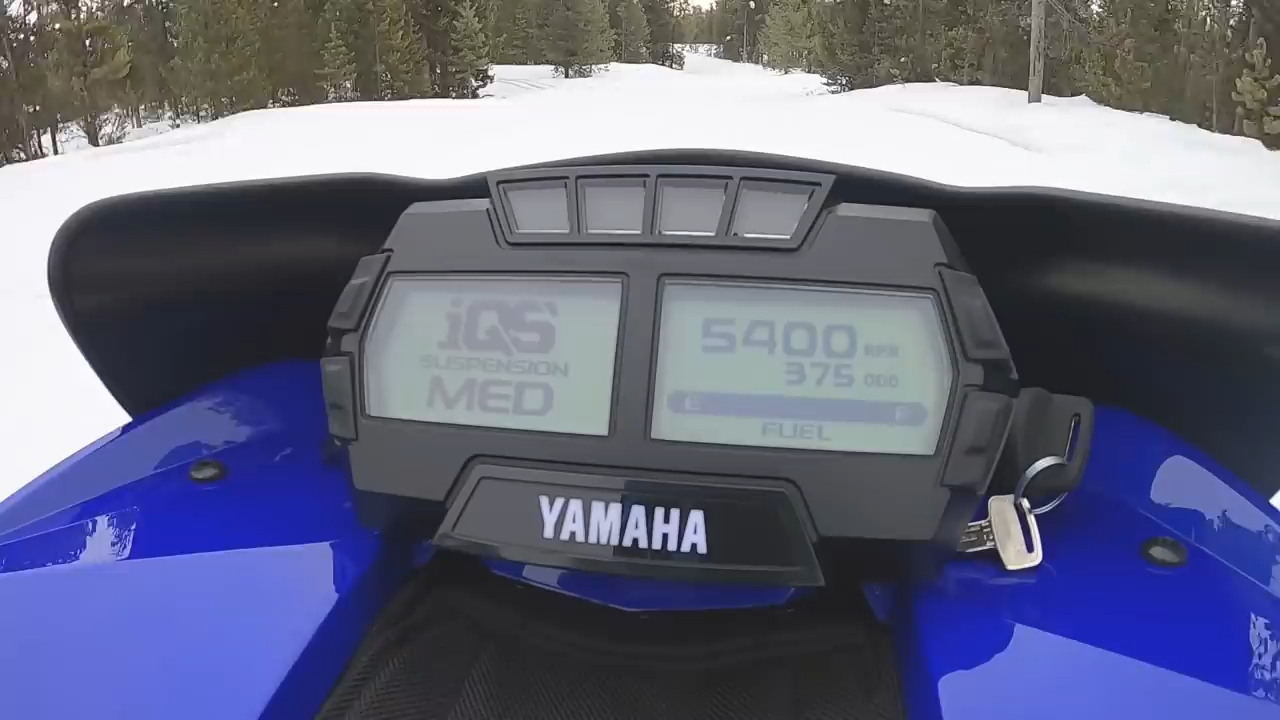 iQS
SUSPENSION
MED
5400 RPM
375 ODO
E F
FUEL
YAMAHA